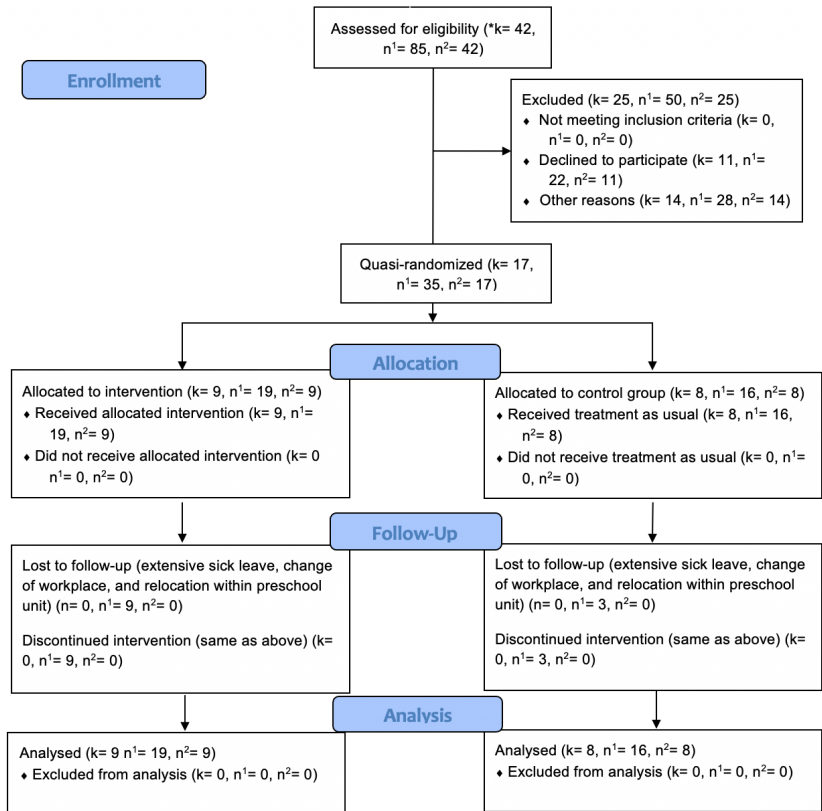 Assessed for eligibility (*k= 42,
n¹= 85, n²= 42)
Enrollment
Excluded (k= 25, n¹= 50, n²= 25)
♦ Not meeting inclusion criteria (k= 0,
n¹= 0, n²= 0)
♦ Declined to participate (k= 11, n¹=
22, n²= 11)
♦ Other reasons (k= 14, n¹= 28, n²= 14)
Quasi-randomized (k= 17,
n¹= 35, n²= 17)
Allocation
Allocated to intervention (k= 9, n¹= 19, n²= 9)
♦ Received allocated intervention (k= 9, n¹=
19, n²= 9)
♦ Did not receive allocated intervention (k= 0
n¹= 0, n²= 0)
Allocated to control group (k= 8, n¹= 16, n²= 8)
♦ Received treatment as usual (k= 8, n¹= 16,
n²= 8)
♦ Did not receive treatment as usual (k= 0, n¹=
0, n²= 0)
Follow-Up
Lost to follow-up (extensive sick leave, change
of workplace, and relocation within preschool
unit) (n= 0, n¹= 9, n²= 0)
Discontinued intervention (same as above) (k=
0, n¹= 9, n²= 0)
Lost to follow-up (extensive sick leave, change
of workplace, and relocation within preschool
unit) (n= 0, n¹= 3, n²= 0)
Discontinued intervention (same as above) (k=
0, n¹= 3, n²= 0)
Analysis
Analysed (k= 9 n¹= 19, n²= 9)
♦ Excluded from analysis (k= 0, n¹= 0, n²= 0)
Analysed (k= 8, n¹= 16, n²= 8)
♦ Excluded from analysis (k= 0, n¹= 0, n²= 0)